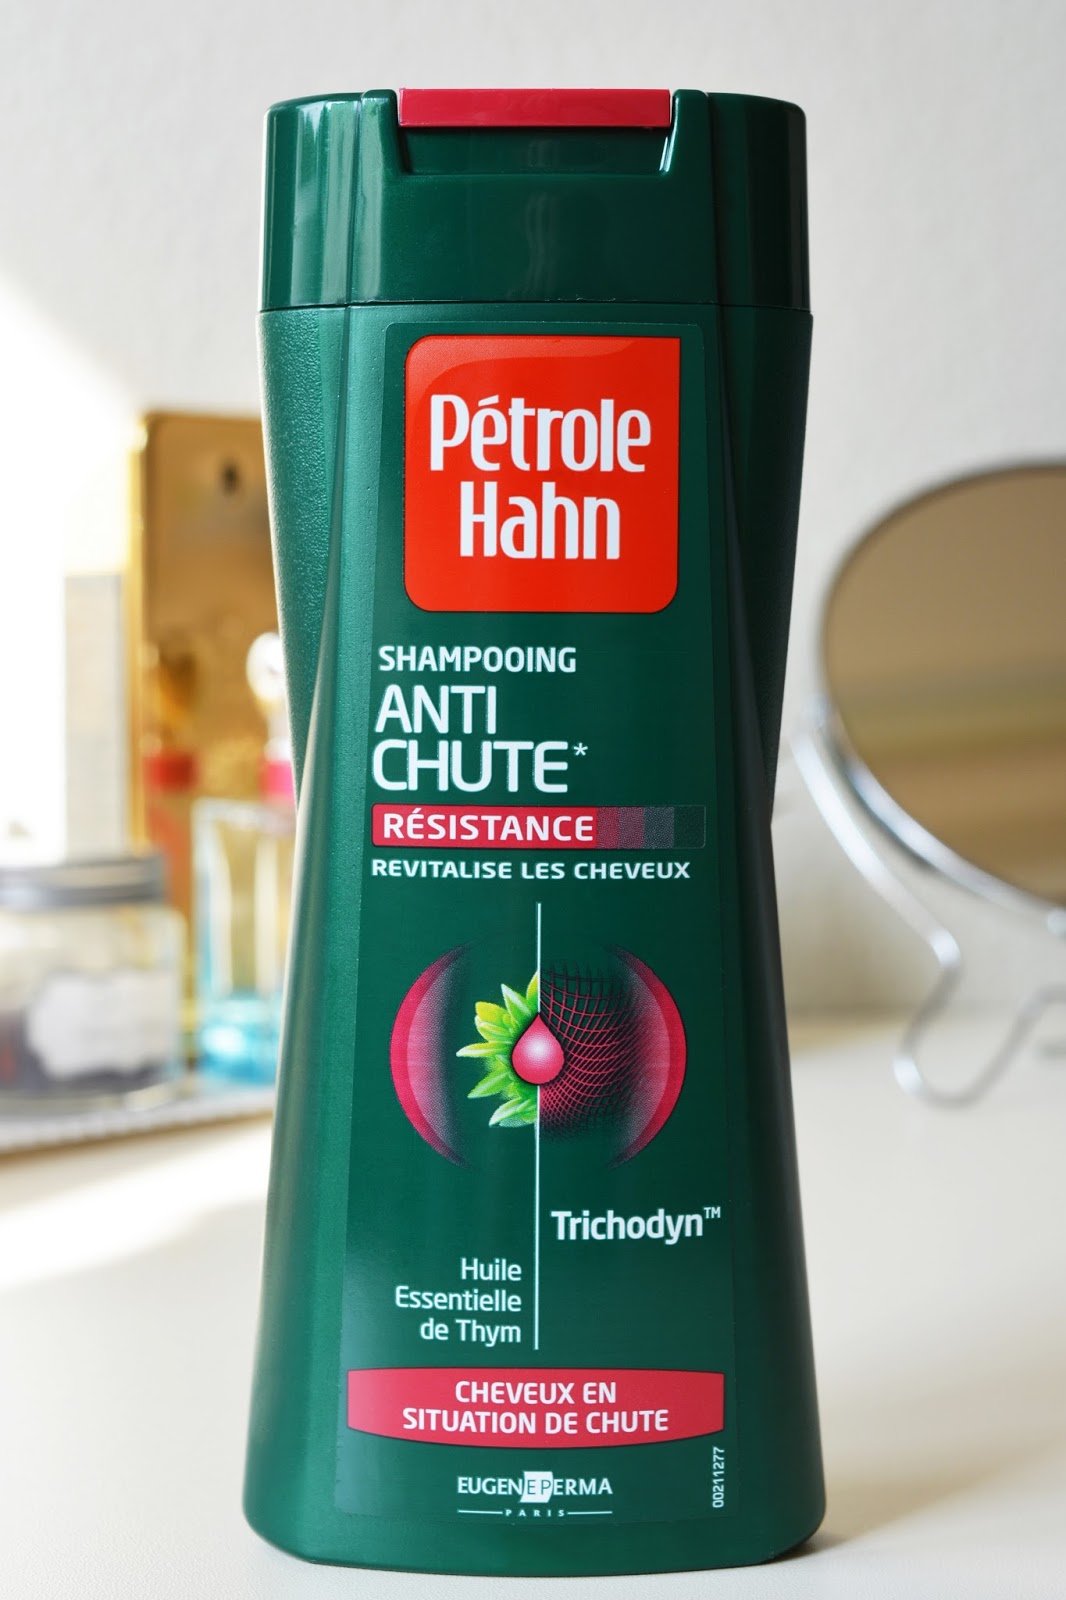 Pétrole
Hahn
SHAMPOOING
ANTI
CHUTE*
RÉSISTANCE
REVITALISE LES CHEVEUX
Trichodyn™
Huile
Essentielle
de Thym
CHEVEUX EN
SITUATION DE CHUTE
EUGENE PERMA
PARIS
00211277